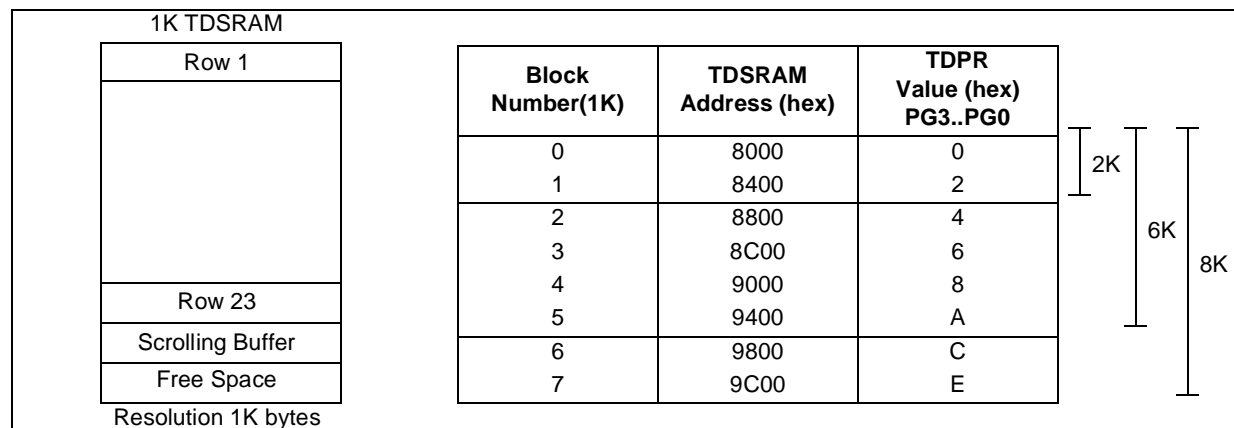 1K TDSRAM
Row 1
Row 23
Scrolling Buffer
Free Space
Resolution 1K bytes
Block Number(1K) TDSRAM Address (hex) TDPR Value (hex) PG3..PG0
0 8000 0
1 8400 2
2 8800 4
3 8C00 6
4 9000 8
5 9400 A
6 9800 C
7 9C00 E
2K
6K
8K